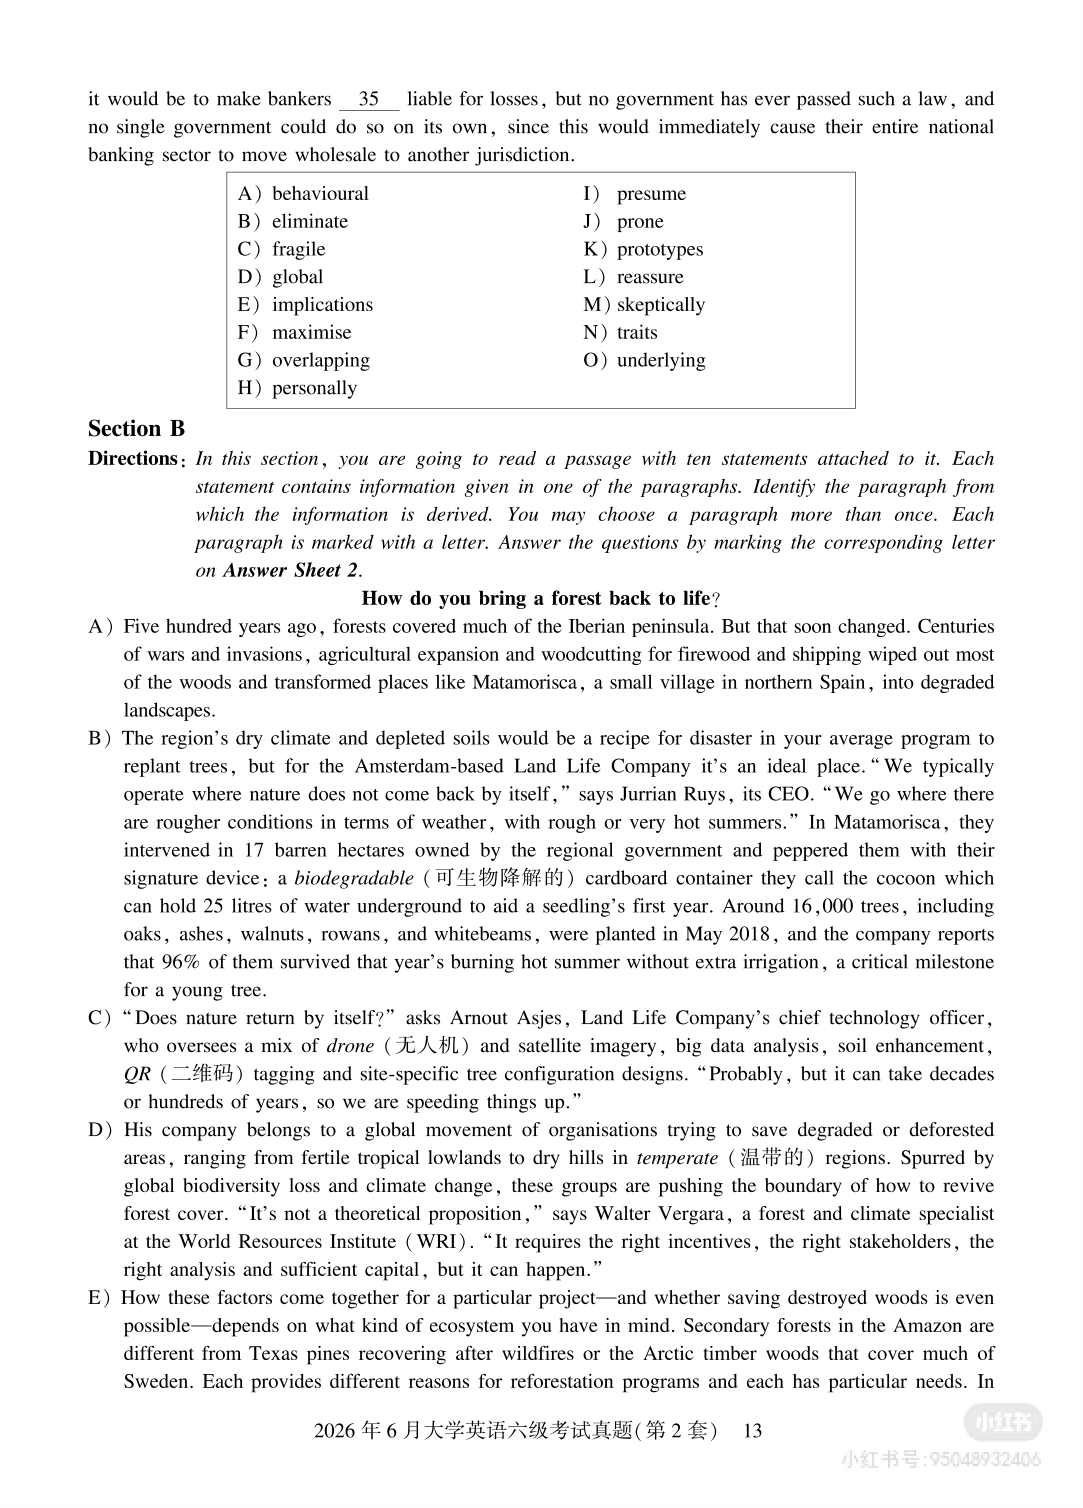 it would be to make bankers 35 liable for losses, but no government has ever passed such a law, and
no single government could do so on its own, since this would immediately cause their entire national
banking sector to move wholesale to another jurisdiction.
A) behavioural
B) eliminate
C) fragile
D) global
E) implications
F) maximise
G) overlapping
H) personally
I) presume
J) prone
K) prototypes
L) reassure
M) skeptically
N) traits
O) underlying
Section B
Directions: In this section, you are going to read a passage with ten statements attached to it. Each
statement contains information given in one of the paragraphs. Identify the paragraph from
which the information is derived. You may choose a paragraph more than once. Each
paragraph is marked with a letter. Answer the questions by marking the corresponding letter
on Answer Sheet 2.
How do you bring a forest back to life?
A) Five hundred years ago, forests covered much of the Iberian peninsula. But that soon changed. Centuries
of wars and invasions, agricultural expansion and woodcutting for firewood and shipping wiped out most
of the woods and transformed places like Matamorisca, a small village in northern Spain, into degraded
landscapes.
B) The region's dry climate and depleted soils would be a recipe for disaster in your average program to
replant trees, but for the Amsterdam-based Land Life Company it's an ideal place. "We typically
operate where nature does not come back by itself," says Jurrian Ruys, its CEO. "We go where there
are rougher conditions in terms of weather, with rough or very hot summers." In Matamorisca, they
intervened in 17 barren hectares owned by the regional government and peppered them with their
signature device: a biodegradable (可生物降解的) cardboard container they call the cocoon which
can hold 25 litres of water underground to aid a seedling's first year. Around 16,000 trees, including
oaks, ashes, walnuts, rowans, and whitebeams, were planted in May 2018, and the company reports
that 96% of them survived that year's burning hot summer without extra irrigation, a critical milestone
for a young tree.
C) "Does nature return by itself?" asks Arnout Asjes, Land Life Company's chief technology officer,
who oversees a mix of drone (无人机) and satellite imagery, big data analysis, soil enhancement,
QR (二维码) tagging and site-specific tree configuration designs. "Probably, but it can take decades
or hundreds of years, so we are speeding things up."
D) His company belongs to a global movement of organisations trying to save degraded or deforested
areas, ranging from fertile tropical lowlands to dry hills in temperate (温带的) regions. Spurred by
global biodiversity loss and climate change, these groups are pushing the boundary of how to revive
forest cover. "It's not a theoretical proposition," says Walter Vergara, a forest and climate specialist
at the World Resources Institute (WRI). "It requires the right incentives, the right stakeholders, the
right analysis and sufficient capital, but it can happen."
E) How these factors come together for a particular project—and whether saving destroyed woods is even
possible—depends on what kind of ecosystem you have in mind. Secondary forests in the Amazon are
different from Texas pines recovering after wildfires or the Arctic timber woods that cover much of
Sweden. Each provides different reasons for reforestation programs and each has particular needs. In
2026 年 6 月大学英语六级考试真题(第 2 套) 13
小红书
小红书号:95048932406